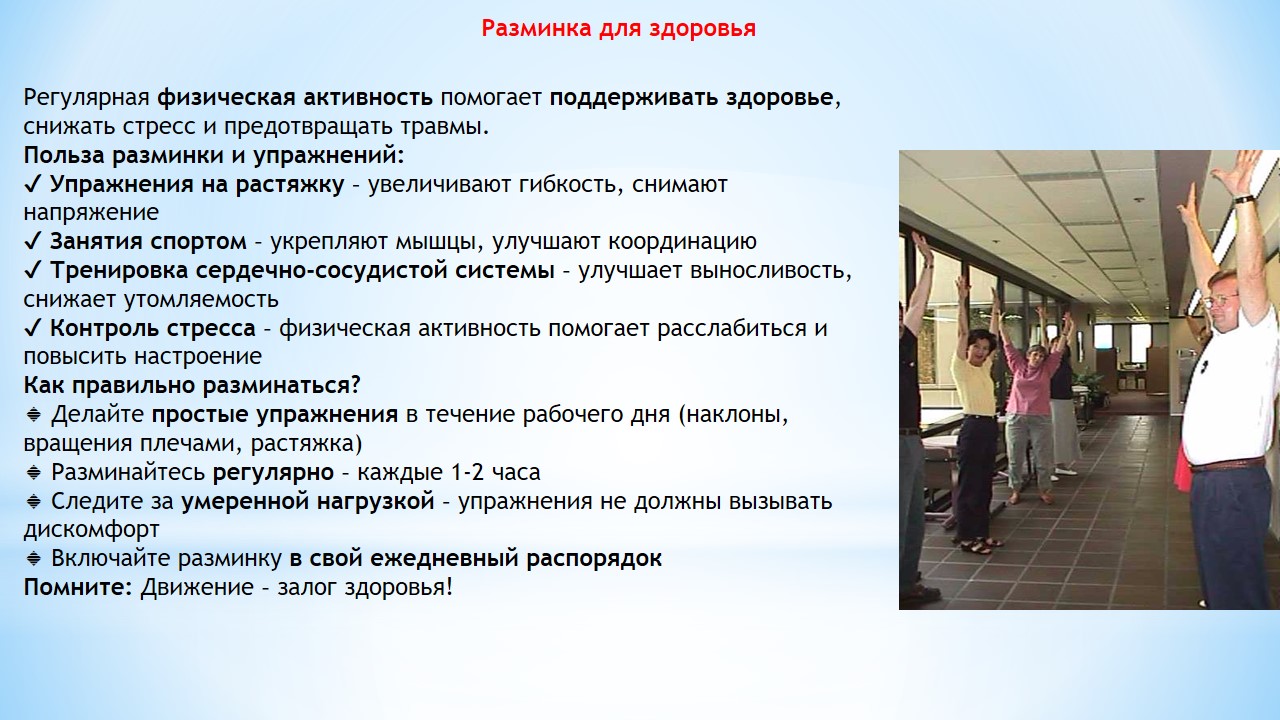 Разминка для здоровья
Регулярная физическая активность помогает поддерживать здоровье,
снижать стресс и предотвращать травмы.
Польза разминки и упражнений:
✓ Упражнения на растяжку – увеличивают гибкость, снимают
напряжение
✓ Занятия спортом – укрепляют мышцы, улучшают координацию
✓ Тренировка сердечно-сосудистой системы – улучшает выносливость,
снижает утомляемость
✓ Контроль стресса – физическая активность помогает расслабиться и
повысить настроение
Как правильно разминаться?
🔹 Делайте простые упражнения в течение рабочего дня (наклоны,
вращения плечами, растяжка)
🔹 Разминайтесь регулярно – каждые 1-2 часа
🔹 Следите за умеренной нагрузкой – упражнения не должны вызывать
дискомфорт
🔹 Включайте разминку в свой ежедневный распорядок
Помните: Движение – залог здоровья!